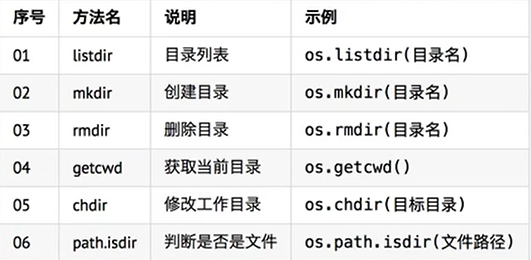 序号 方法名 说明 示例
01 listdir 目录列表 os.listdir(目录名)
02 mkdir 创建目录 os.mkdir(目录名)
03 rmdir 删除目录 os.rmdir(目录名)
04 getcwd 获取当前目录 os.getcwd()
05 chdir 修改工作目录 os.chdir(目标目录)
06 path.isdir 判断是否是文件 os.path.isdir(文件路径)